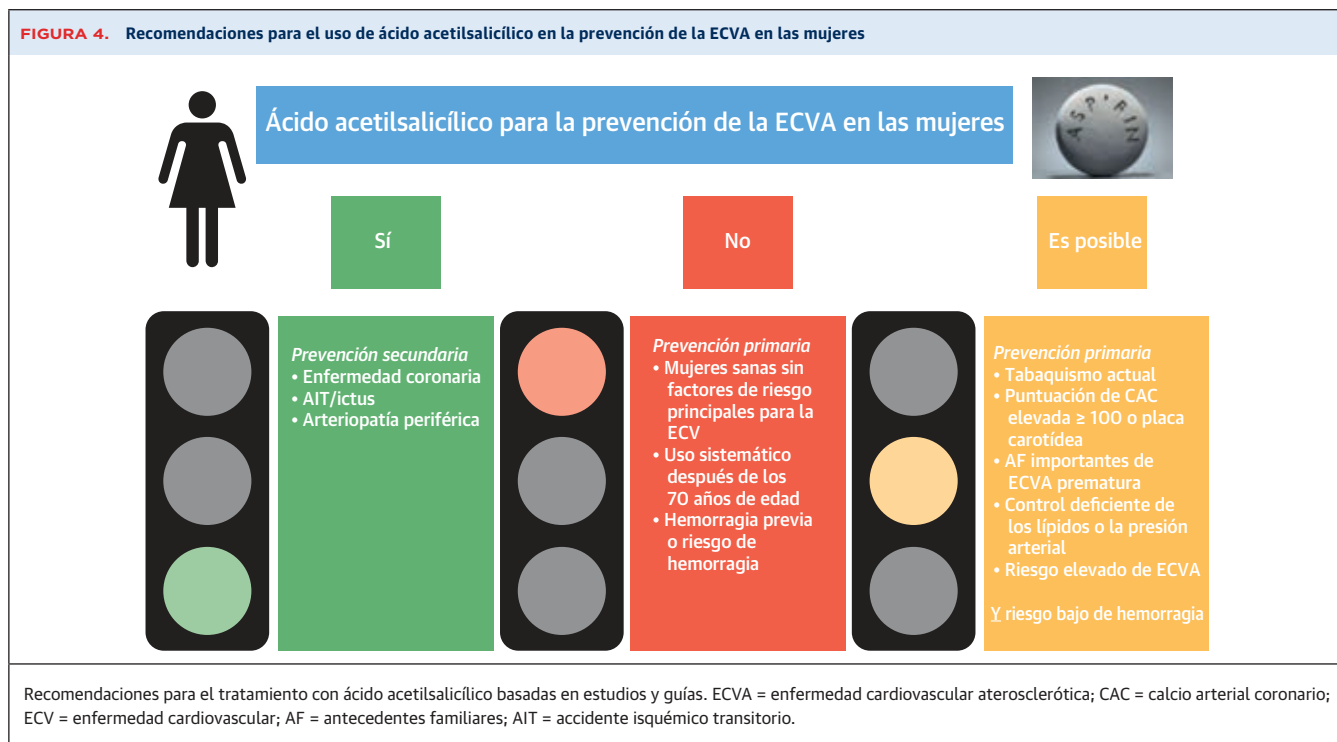 FIGURA 4. Recomendaciones para el uso de ácido acetilsalicílico en la prevención de la ECVA en las mujeres
Ácido acetilsalicílico para la prevención de la ECVA en las mujeres
ASPIRIN
Sí
No
Es posible
Prevención secundaria
• Enfermedad coronaria
• AIT/ictus
• Arteriopatía periférica
Prevención primaria
• Mujeres sanas sin
factores de riesgo
principales para la
ECV
• Uso sistemático
después de los
70 años de edad
• Hemorragia previa
o riesgo de
hemorragia
Prevención primaria
• Tabaquismo actual
• Puntuación de CAC
elevada ≥ 100 o placa
carotídea
• AF importantes de
ECVA prematura
• Control deficiente de
los lípidos o la presión
arterial
• Riesgo elevado de ECVA
Y riesgo bajo de hemorragia
Recomendaciones para el tratamiento con ácido acetilsalicílico basadas en estudios y guías. ECVA = enfermedad cardiovascular aterosclerótica; CAC = calcio arterial coronario;
ECV = enfermedad cardiovascular; AF = antecedentes familiares; AIT = accidente isquémico transitorio.